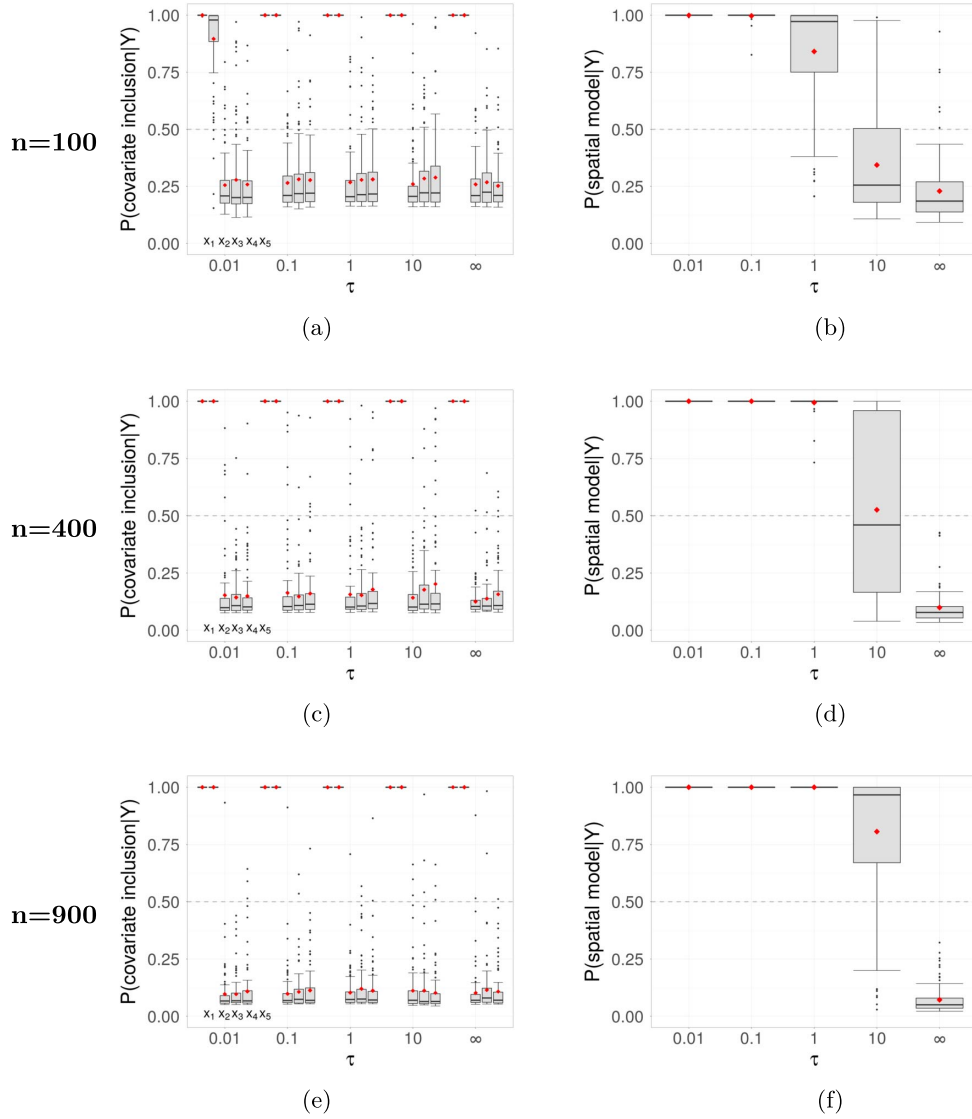 n=100
P(covariate inclusion|Y)
1.00
0.75
0.50
0.25
0.00
x₁ x₂ x₃ x₄ x₅
0.01 0.1 1 10 ∞
τ
(a)
P(spatial model|Y)
1.00
0.75
0.50
0.25
0.00
0.01 0.1 1 10 ∞
τ
(b)
n=400
P(covariate inclusion|Y)
1.00
0.75
0.50
0.25
0.00
x₁ x₂ x₃ x₄ x₅
0.01 0.1 1 10 ∞
τ
(c)
P(spatial model|Y)
1.00
0.75
0.50
0.25
0.00
0.01 0.1 1 10 ∞
τ
(d)
n=900
P(covariate inclusion|Y)
1.00
0.75
0.50
0.25
0.00
x₁ x₂ x₃ x₄ x₅
0.01 0.1 1 10 ∞
τ
(e)
P(spatial model|Y)
1.00
0.75
0.50
0.25
0.00
0.01 0.1 1 10 ∞
τ
(f)